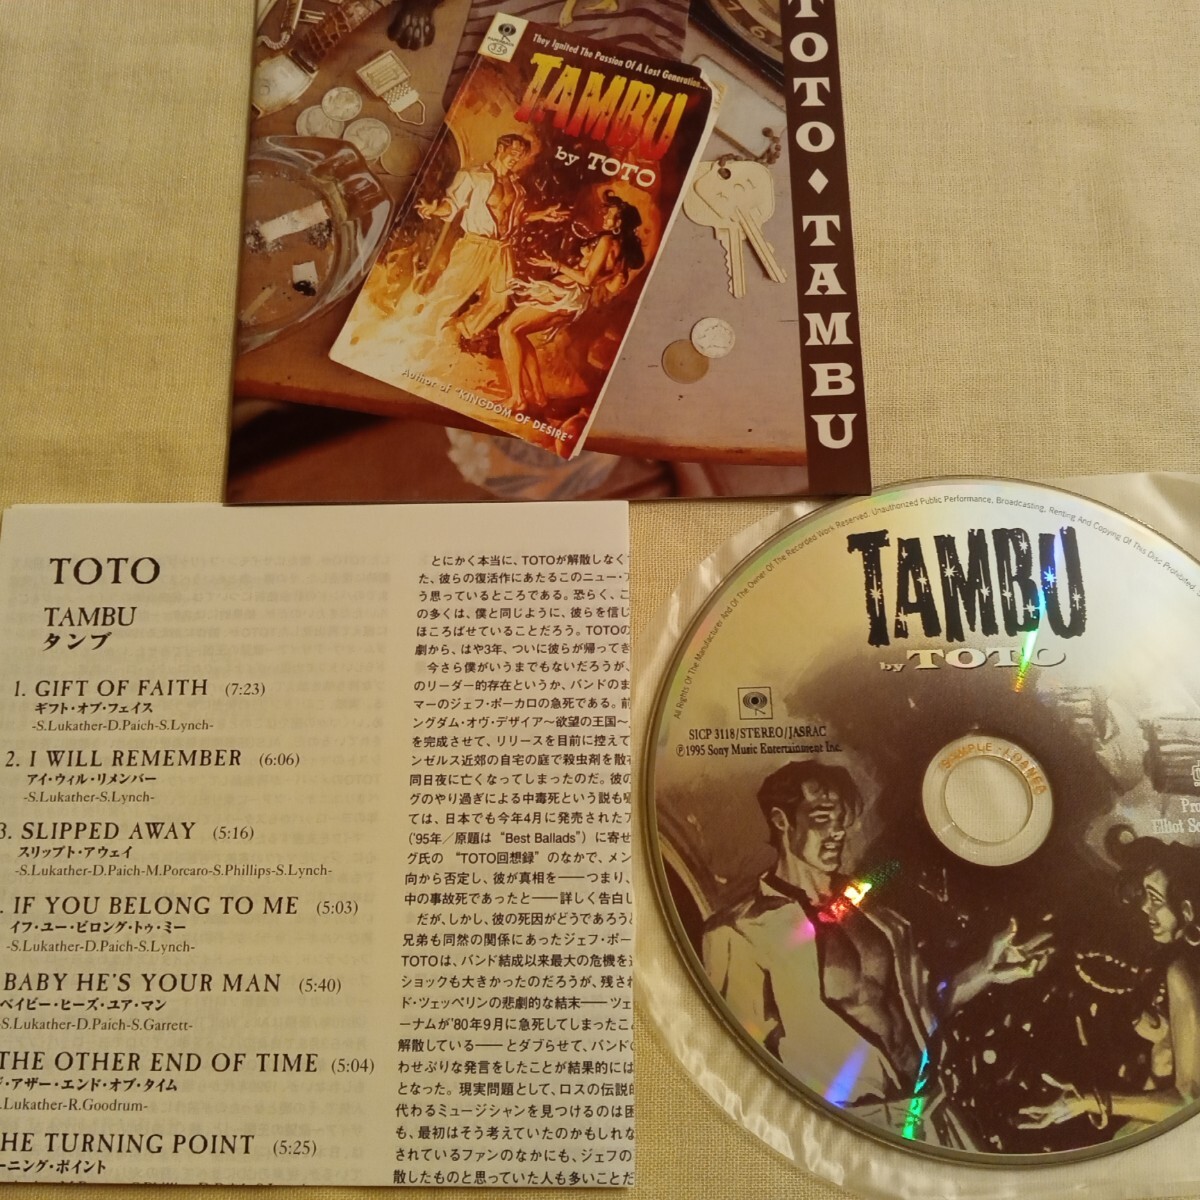 They Ignited The Passion Of A Lost Generation...
TAMBU
by TOTO
Author of "KINGDOM OF DESIRE"
TOTO ♦ TAMBU
TOTO
TAMBU
タンブ
1. GIFT OF FAITH (7:23)
ギフト・オブ・フェイス
-S.Lukather-D.Paich-S.Lynch-
2. I WILL REMEMBER (6:06)
アイ・ウィル・リメンバー
-S.Lukather-S.Lynch-
3. SLIPPED AWAY (5:16)
スリップト・アウェイ
-S.Lukather-D.Paich-M.Porcaro-S.Phillips-S.Lynch-
. IF YOU BELONG TO ME (5:03)
イフ・ユー・ビロング・トゥ・ミー
-S.Lukather-D.Paich-S.Lynch-
BABY HE'S YOUR MAN (5:40)
ベイビー・ヒーズ・ユア・マン
-S.Lukather-D.Paich-S.Garrett-
THE OTHER END OF TIME (5:04)
アザー・エンド・オブ・タイム
Lukather-R.Goodrum-
HE TURNING POINT (5:25)
ーニング・ポイント
とにかく本当に、TOTOが解散しなくて
た、彼らの復活作にあたるこのニュー・ア
う思っているところである。恐らく、こ
の多くは、僕と同じように、彼らを信じ
ほころばせていることだろう。TOTOの
劇から、はや3年、ついに彼らが帰ってき
今さら僕がいうまでもないだろうが、
のリーダー的存在というか、バンドのま
マーのジェフ・ポーカロの急死である。前
ングダム・オヴ・デザイアー〜欲望の王国〜
を完成させて、リリースを目前に控えて
ンゼルス近郊の自宅の庭で殺虫剤を散
同日夜に亡くなってしまったのだ。彼の
グのやり過ぎによる中毒死という説も
ては、日本でも今年4月に発売されたア
('95年／原題は "Best Ballads") に寄せ
グ氏の "TOTO回想録" のなかで、メン
向から否定し、彼が真相を――つまり、
中の事故死であったと――詳しく告白し
だが、しかし、彼の死因がどうであろうと
兄弟も同然の関係にあったジェフ・ポー
TOTOは、バンド結成以来最大の危機を
ショックも大きかったのだろうが、残され
ド・ツェッペリンの悲劇的な結末――ツェ
ーナムが'80年9月に急死してしまったこ
解散している――とダブらせて、バンドの
わせぶりな発言をしたことが結果的には
となった。現実問題として、ロスの伝説
代わるミュージシャンを見つけるのは困
も、最初はそう考えていたのかもしれな
されているファンのなかにも、ジェフの
散したものと思っていた人も多いことだ
All Rights Of The Manufacturer And Of The Owner Of The Recorded Work Reserved. Unauthorized Public Performance, Broadcasting, Renting And Copying Of This Disc Prohibited.
TAMBU
by TOTO
SICP 3118/STEREO/JASRAC
℗1995 Sony Music Entertainment Inc.
SAMPLE・LOANED